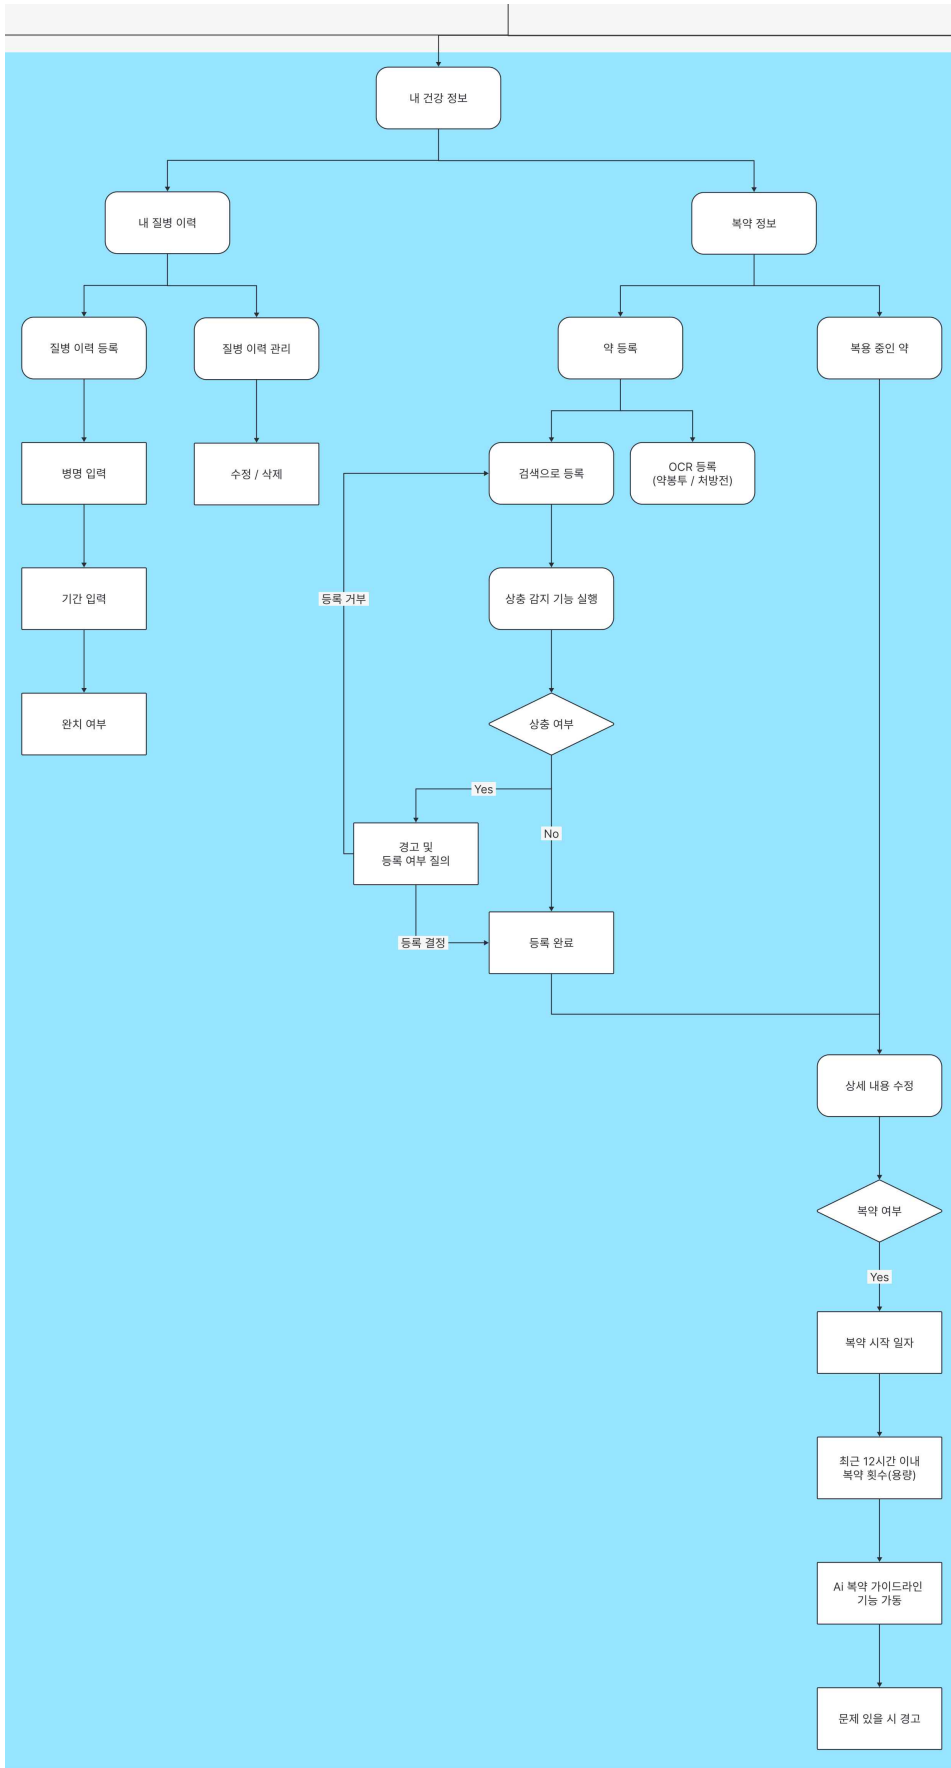 내 건강 정보
내 질병 이력
복약 정보
질병 이력 등록
질병 이력 관리
약 등록
복용 중인 약
병명 입력
수정 / 삭제
검색으로 등록
OCR 등록
(약봉투 / 처방전)
기간 입력
등록 거부
상충 감지 기능 실행
완치 여부
상충 여부
Yes
No
경고 및
등록 여부 질의
등록 결정
등록 완료
상세 내용 수정
복약 여부
Yes
복약 시작 일자
최근 12시간 이내
복약 횟수(용량)
Ai 복약 가이드라인
기능 가동
문제 있을 시 경고